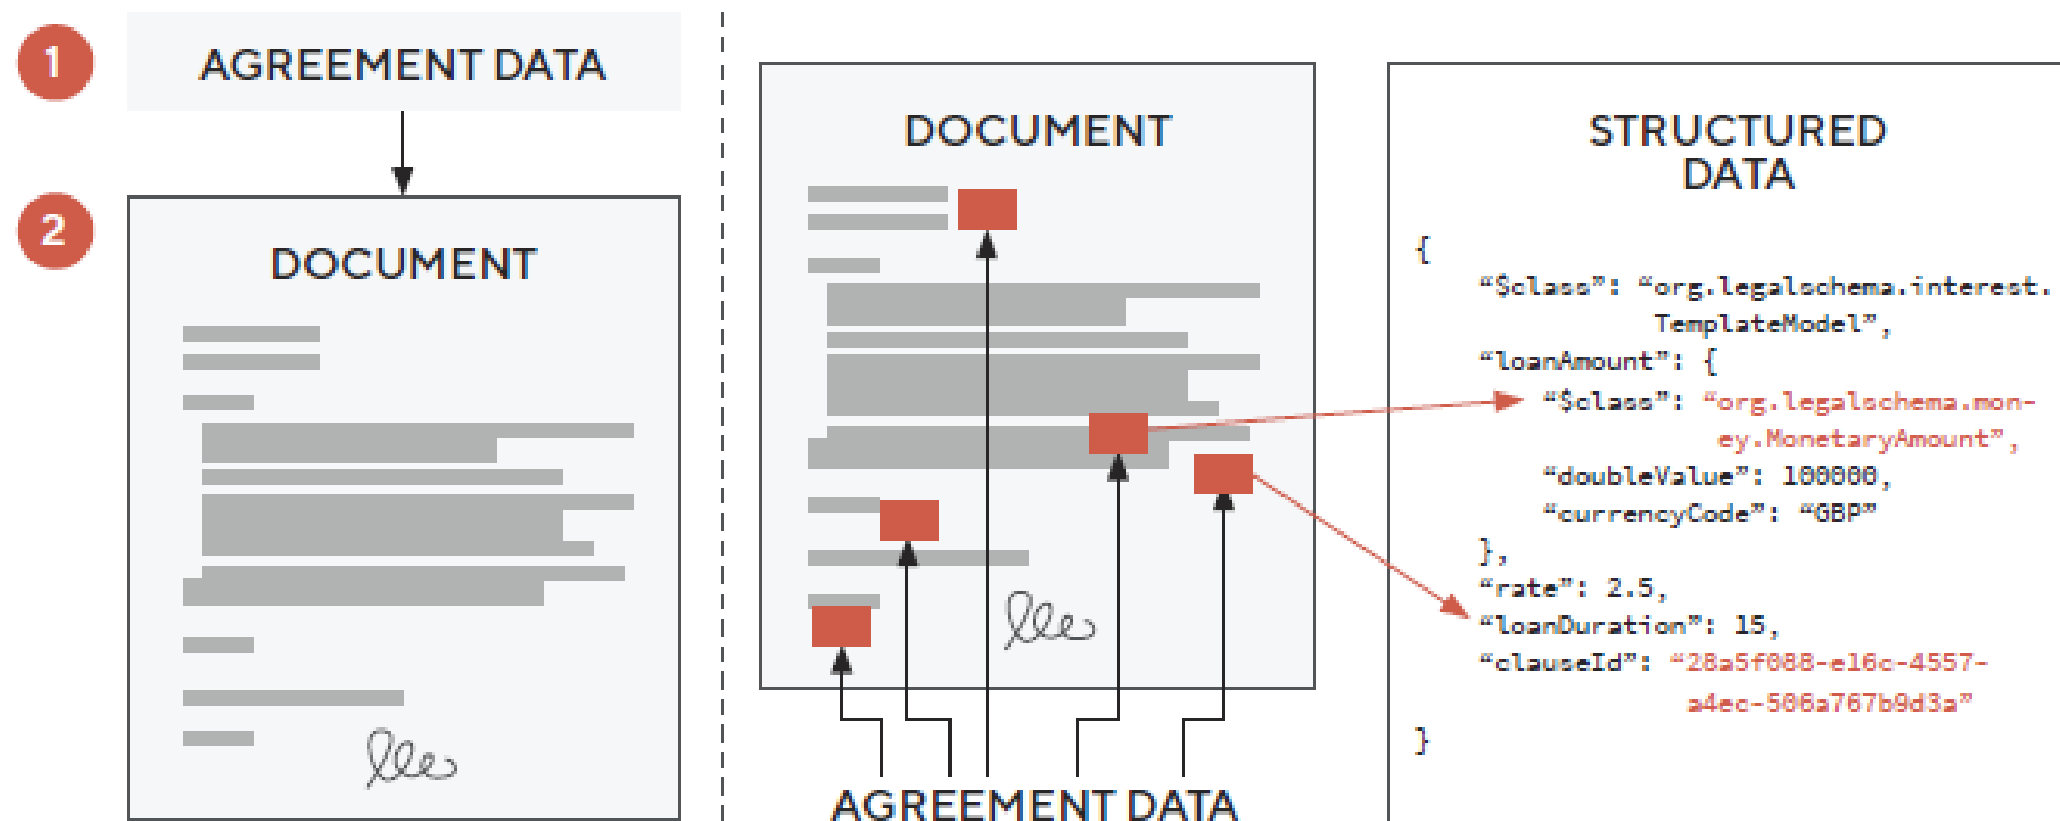 1
AGREEMENT DATA
2
DOCUMENT
DOCUMENT
AGREEMENT DATA
STRUCTURED
DATA
{
“$class”: “org.legalschema.interest.
TemplateModel”,
“loanAmount”: {
“$class”: “org.legalschema.mon-
ey.MonetaryAmount”,
“doubleValue”: 100000,
“currencyCode”: “GBP”
},
“rate”: 2.5,
“loanDuration”: 15,
“clauseId”: “28a5f088-e16c-4557-
a4ec-506a767b9d3a”
}